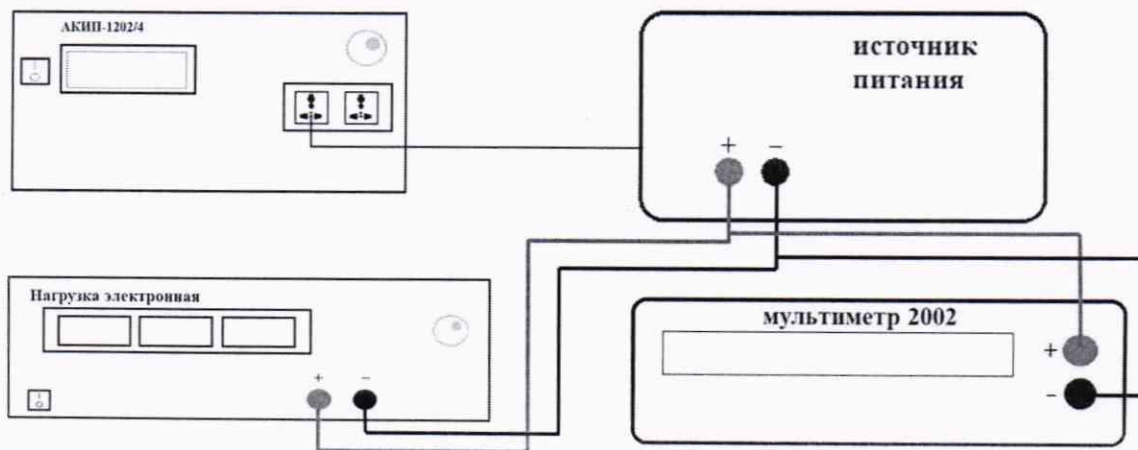 АКИП-1202/4
источник
питания
+ −
Нагрузка электронная
+ −
мультиметр 2002
+
−